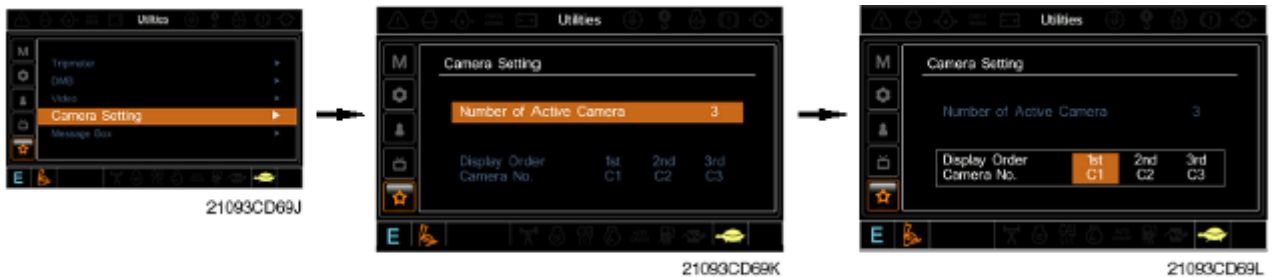 Utilities
M
Tripmeter
DMB
Video
Camera Setting
Message Box
E
21093CD69J
Utilities
M
Camera Setting
Number of Active Camera 3
Display Order 1st 2nd 3rd
Camera No. C1 C2 C3
E
21093CD69K
Utilities
M
Camera Setting
Number of Active Camera 3
Display Order 1st 2nd 3rd
Camera No. C1 C2 C3
E
21093CD69L